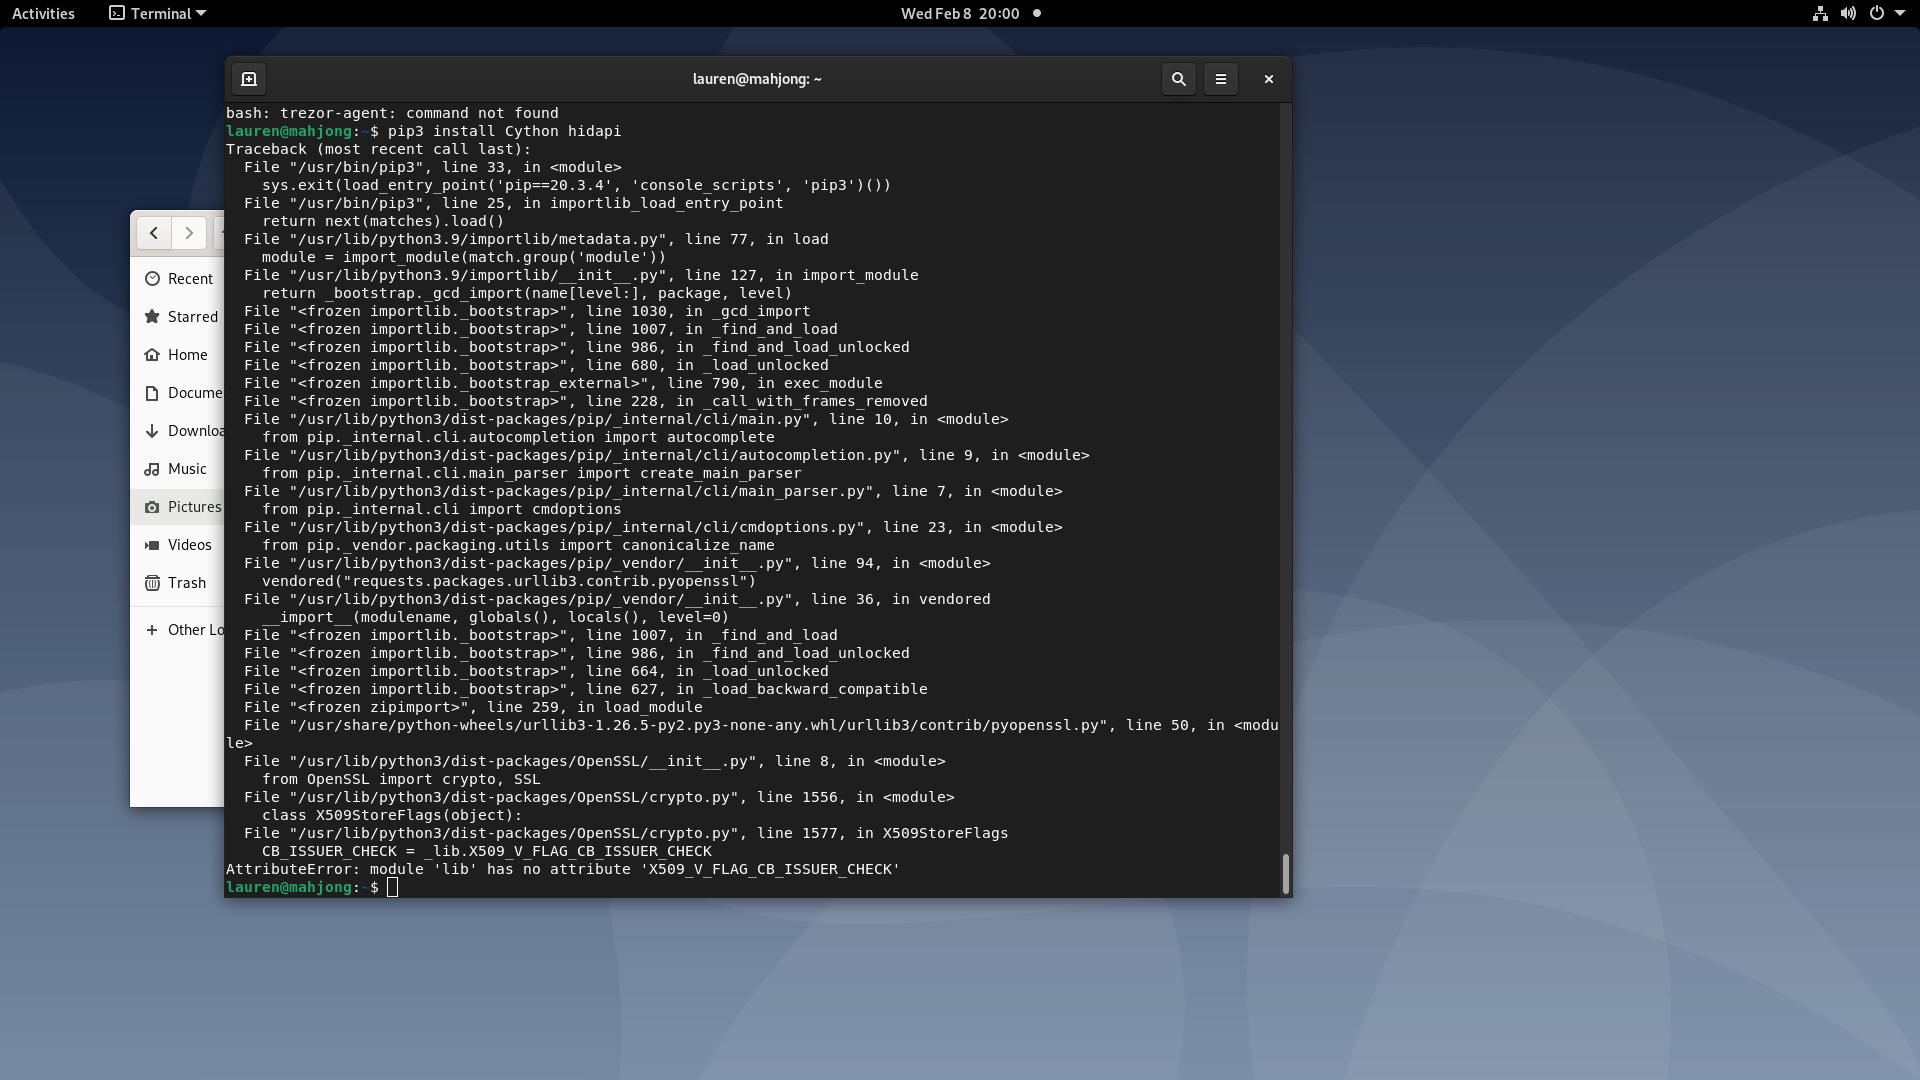 Activities
Terminal
Wed Feb 8 20:00
lauren@mahjong: ~
bash: trezor-agent: command not found
lauren@mahjong:~$ pip3 install Cython hidapi
Traceback (most recent call last):
  File "/usr/bin/pip3", line 33, in <module>
    sys.exit(load_entry_point('pip==20.3.4', 'console_scripts', 'pip3')())
  File "/usr/bin/pip3", line 25, in importlib_load_entry_point
    return next(matches).load()
  File "/usr/lib/python3.9/importlib/metadata.py", line 77, in load
    module = import_module(match.group('module'))
  File "/usr/lib/python3.9/importlib/__init__.py", line 127, in import_module
    return _bootstrap._gcd_import(name[level:], package, level)
  File "<frozen importlib._bootstrap>", line 1030, in _gcd_import
  File "<frozen importlib._bootstrap>", line 1007, in _find_and_load
  File "<frozen importlib._bootstrap>", line 986, in _find_and_load_unlocked
  File "<frozen importlib._bootstrap>", line 680, in _load_unlocked
  File "<frozen importlib._bootstrap_external>", line 790, in exec_module
  File "<frozen importlib._bootstrap>", line 228, in _call_with_frames_removed
  File "/usr/lib/python3/dist-packages/pip/_internal/cli/main.py", line 10, in <module>
    from pip._internal.cli.autocompletion import autocomplete
  File "/usr/lib/python3/dist-packages/pip/_internal/cli/autocompletion.py", line 9, in <module>
    from pip._internal.cli.main_parser import create_main_parser
  File "/usr/lib/python3/dist-packages/pip/_internal/cli/main_parser.py", line 7, in <module>
    from pip._internal.cli import cmdoptions
  File "/usr/lib/python3/dist-packages/pip/_internal/cli/cmdoptions.py", line 23, in <module>
    from pip._vendor.packaging.utils import canonicalize_name
  File "/usr/lib/python3/dist-packages/pip/_vendor/__init__.py", line 94, in <module>
    vendored("requests.packages.urllib3.contrib.pyopenssl")
  File "/usr/lib/python3/dist-packages/pip/_vendor/__init__.py", line 36, in vendored
    __import__(modulename, globals(), locals(), level=0)
  File "<frozen importlib._bootstrap>", line 1007, in _find_and_load
  File "<frozen importlib._bootstrap>", line 986, in _find_and_load_unlocked
  File "<frozen importlib._bootstrap>", line 664, in _load_unlocked
  File "<frozen importlib._bootstrap>", line 627, in _load_backward_compatible
  File "<frozen zipimport>", line 259, in load_module
  File "/usr/share/python-wheels/urllib3-1.26.5-py2.py3-none-any.whl/urllib3/contrib/pyopenssl.py", line 50, in <modu
le>
  File "/usr/lib/python3/dist-packages/OpenSSL/__init__.py", line 8, in <module>
    from OpenSSL import crypto, SSL
  File "/usr/lib/python3/dist-packages/OpenSSL/crypto.py", line 1556, in <module>
    class X509StoreFlags(object):
  File "/usr/lib/python3/dist-packages/OpenSSL/crypto.py", line 1577, in X509StoreFlags
    CB_ISSUER_CHECK = _lib.X509_V_FLAG_CB_ISSUER_CHECK
AttributeError: module 'lib' has no attribute 'X509_V_FLAG_CB_ISSUER_CHECK'
lauren@mahjong:~$
Recent
Starred
Home
Docume
Downloa
Music
Pictures
Videos
Trash
Other Lo